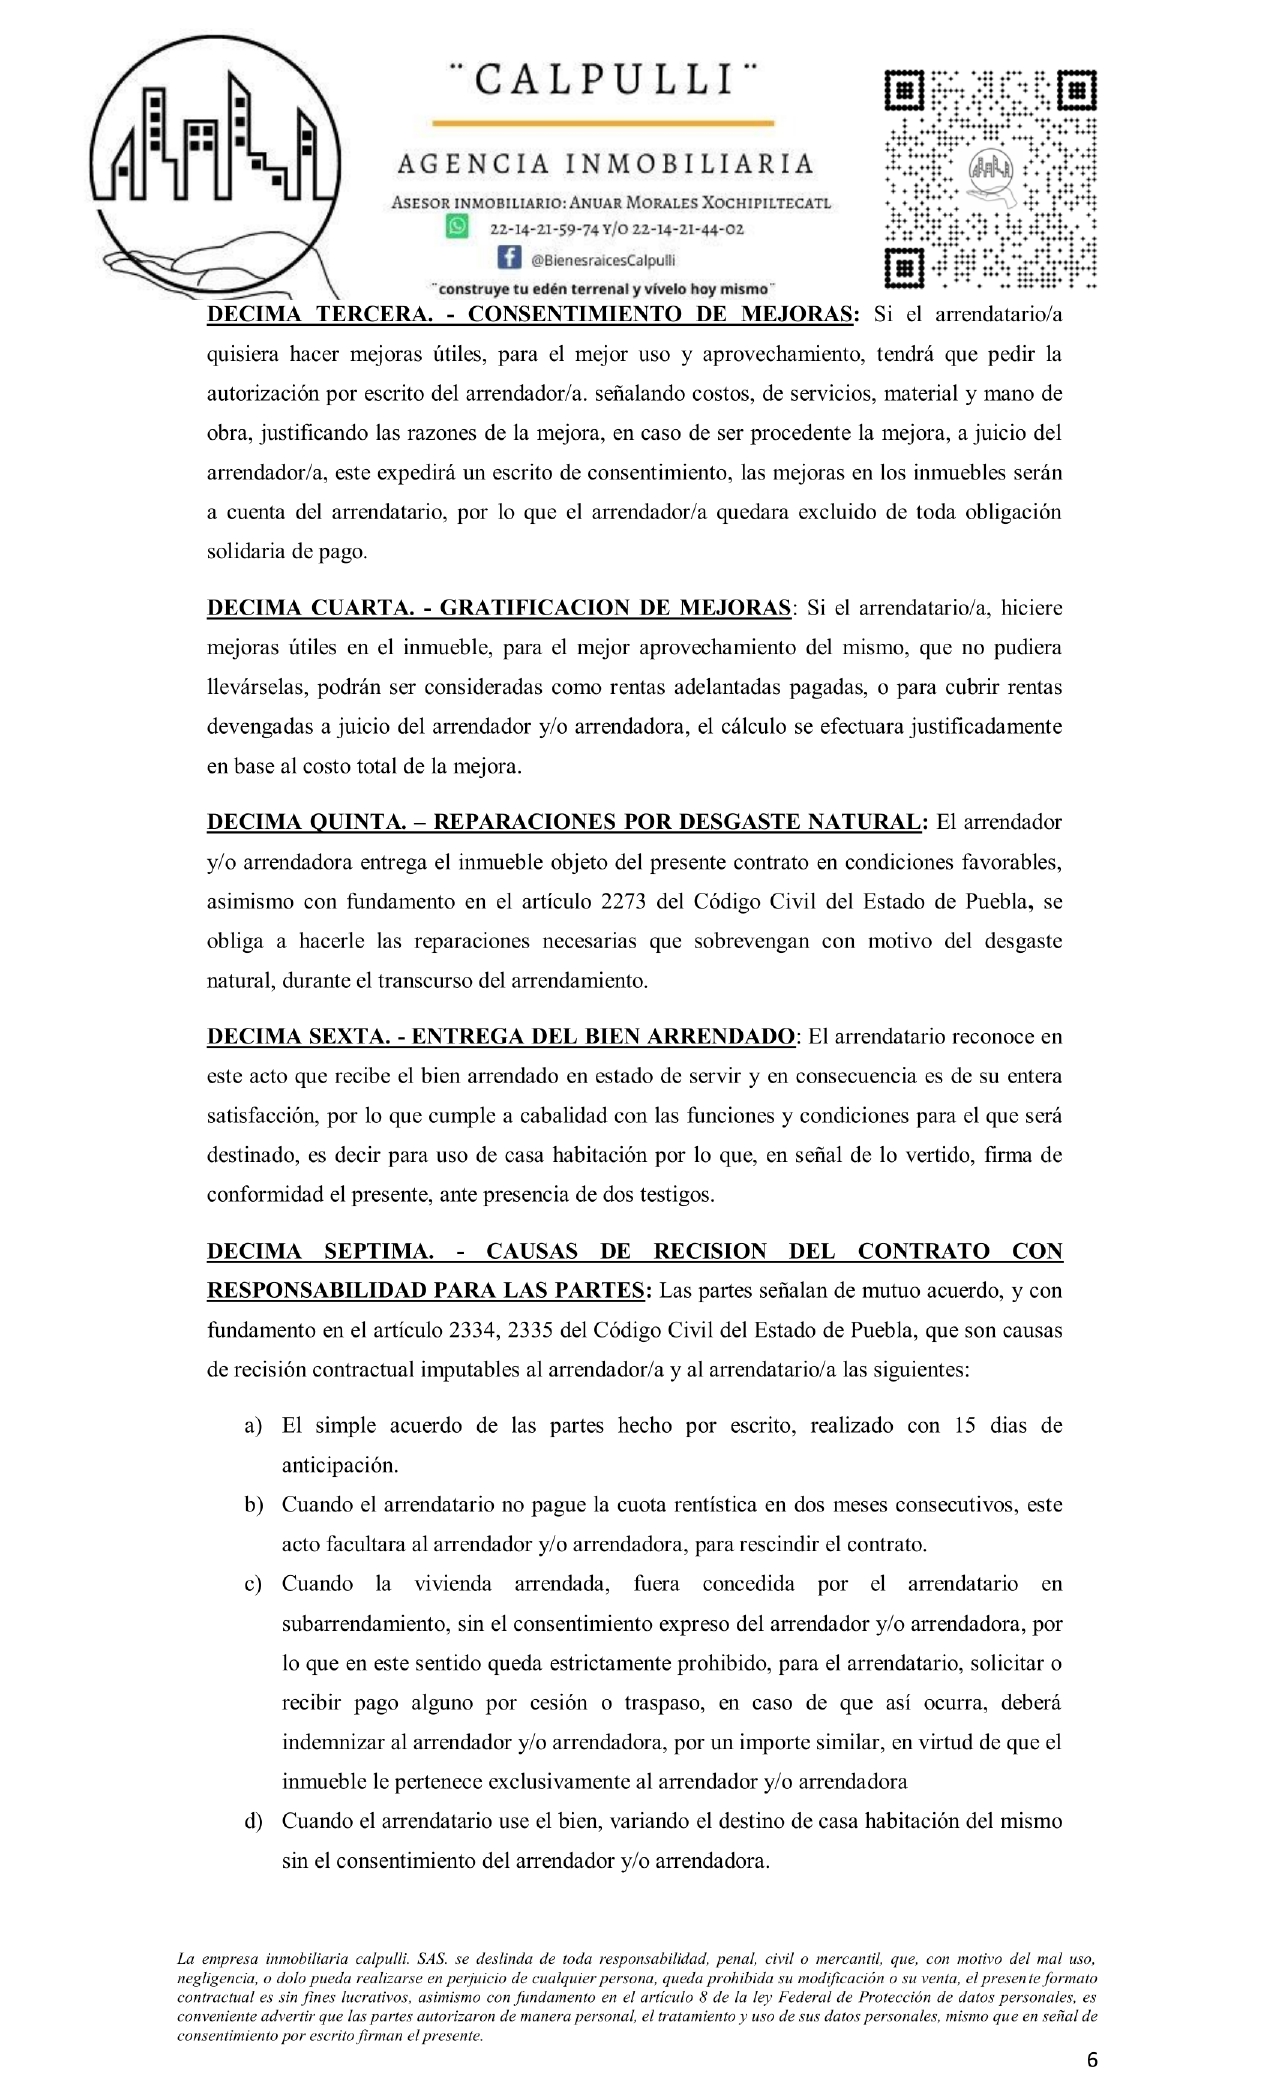 ¨CALPULLI¨
AGENCIA INMOBILIARIA
ASESOR INMOBILIARIO: ANUAR MORALES XOCHIPILTECATL
22-14-21-59-74 Y/O 22-14-21-44-02
@BienesraicesCalpulli
¨construye tu edén terrenal y vívelo hoy mismo¨
DECIMA TERCERA. - CONSENTIMIENTO DE MEJORAS: Si el arrendatario/a
quisiera hacer mejoras útiles, para el mejor uso y aprovechamiento, tendrá que pedir la
autorización por escrito del arrendador/a. señalando costos, de servicios, material y mano de
obra, justificando las razones de la mejora, en caso de ser procedente la mejora, a juicio del
arrendador/a, este expedirá un escrito de consentimiento, las mejoras en los inmuebles serán
a cuenta del arrendatario, por lo que el arrendador/a quedara excluido de toda obligación
solidaria de pago.
DECIMA CUARTA. - GRATIFICACION DE MEJORAS: Si el arrendatario/a, hiciere
mejoras útiles en el inmueble, para el mejor aprovechamiento del mismo, que no pudiera
llevárselas, podrán ser consideradas como rentas adelantadas pagadas, o para cubrir rentas
devengadas a juicio del arrendador y/o arrendadora, el cálculo se efectuara justificadamente
en base al costo total de la mejora.
DECIMA QUINTA. – REPARACIONES POR DESGASTE NATURAL: El arrendador
y/o arrendadora entrega el inmueble objeto del presente contrato en condiciones favorables,
asimismo con fundamento en el artículo 2273 del Código Civil del Estado de Puebla, se
obliga a hacerle las reparaciones necesarias que sobrevengan con motivo del desgaste
natural, durante el transcurso del arrendamiento.
DECIMA SEXTA. - ENTREGA DEL BIEN ARRENDADO: El arrendatario reconoce en
este acto que recibe el bien arrendado en estado de servir y en consecuencia es de su entera
satisfacción, por lo que cumple a cabalidad con las funciones y condiciones para el que será
destinado, es decir para uso de casa habitación por lo que, en señal de lo vertido, firma de
conformidad el presente, ante presencia de dos testigos.
DECIMA SEPTIMA. - CAUSAS DE RECISION DEL CONTRATO CON
RESPONSABILIDAD PARA LAS PARTES: Las partes señalan de mutuo acuerdo, y con
fundamento en el artículo 2334, 2335 del Código Civil del Estado de Puebla, que son causas
de recisión contractual imputables al arrendador/a y al arrendatario/a las siguientes:
a) El simple acuerdo de las partes hecho por escrito, realizado con 15 dias de
anticipación.
b) Cuando el arrendatario no pague la cuota rentística en dos meses consecutivos, este
acto facultara al arrendador y/o arrendadora, para rescindir el contrato.
c) Cuando la vivienda arrendada, fuera concedida por el arrendatario en
subarrendamiento, sin el consentimiento expreso del arrendador y/o arrendadora, por
lo que en este sentido queda estrictamente prohibido, para el arrendatario, solicitar o
recibir pago alguno por cesión o traspaso, en caso de que así ocurra, deberá
indemnizar al arrendador y/o arrendadora, por un importe similar, en virtud de que el
inmueble le pertenece exclusivamente al arrendador y/o arrendadora
d) Cuando el arrendatario use el bien, variando el destino de casa habitación del mismo
sin el consentimiento del arrendador y/o arrendadora.
La empresa inmobiliaria calpulli. SAS. se deslinda de toda responsabilidad, penal, civil o mercantil, que, con motivo del mal uso,
negligencia, o dolo pueda realizarse en perjuicio de cualquier persona, queda prohibida su modificación o su venta, el presente formato
contractual es sin fines lucrativos, asimismo con fundamento en el artículo 8 de la ley Federal de Protección de datos personales, es
conveniente advertir que las partes autorizaron de manera personal, el tratamiento y uso de sus datos personales, mismo que en señal de
consentimiento por escrito firman el presente.
6